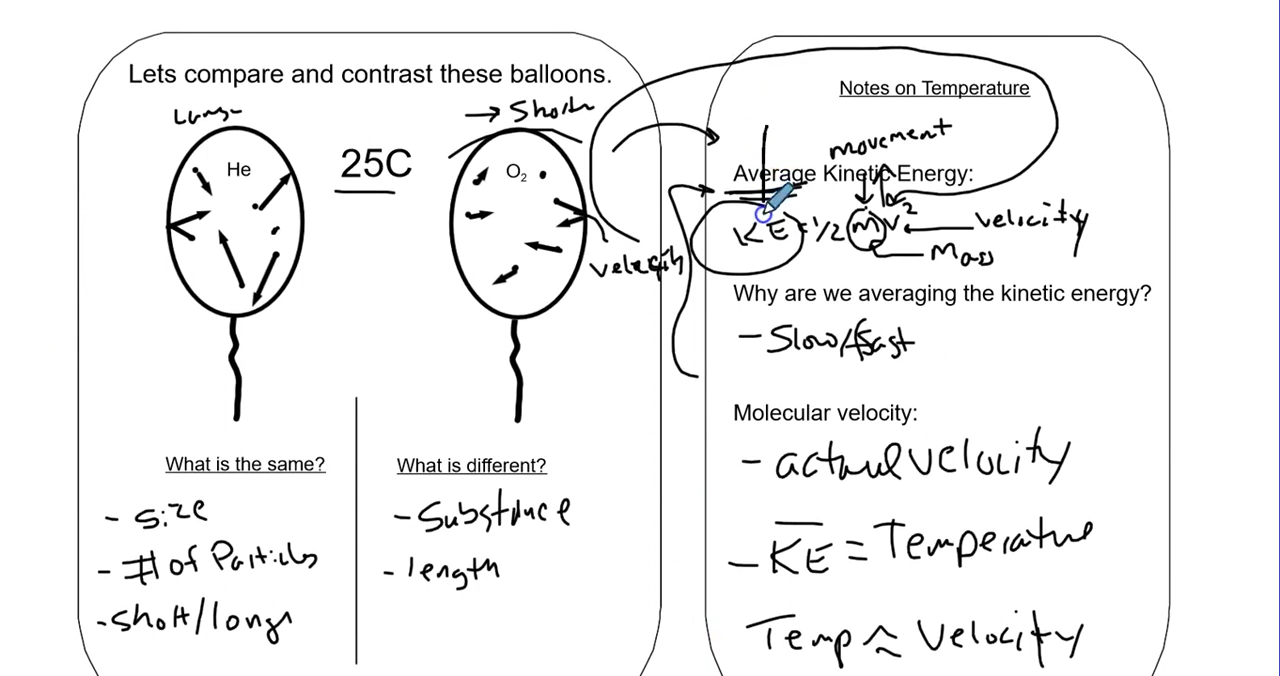 Lets compare and contrast these balloons.
Long
→ Short
He
25C
O₂
Velocity
What is the same?
- Size
- # of Particles
- Short/long
What is different?
- Substance
- length
Notes on Temperature
movement
Average Kinetic Energy:
KE = 1/2 m v² ← velocity
Mass
Why are we averaging the kinetic energy?
- Slow/fast
Molecular velocity:
- actual velocity
- K̅E̅ = Temperature
Temp ≈ Velocity